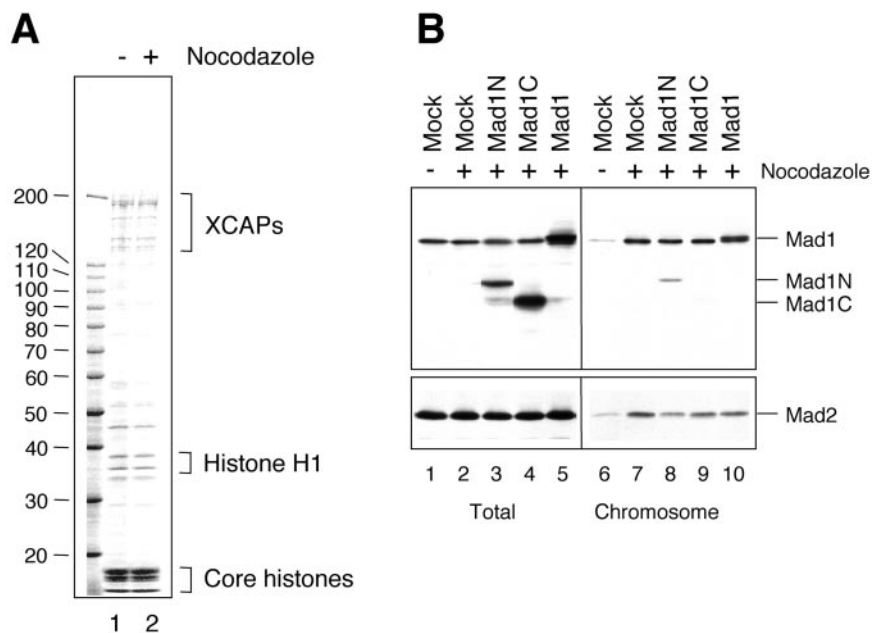 A
- + Nocodazole
200
XCAPs
120
110
100
90
80
70
60
50
40
Histone H1
30
20
Core histones
1 2
B
Mock Mock Mad1N Mad1C Mad1 Mock Mock Mad1N Mad1C Mad1
- + + + + - + + + + Nocodazole
Mad1
Mad1N
Mad1C
Mad2
1 2 3 4 5 6 7 8 9 10
Total Chromosome